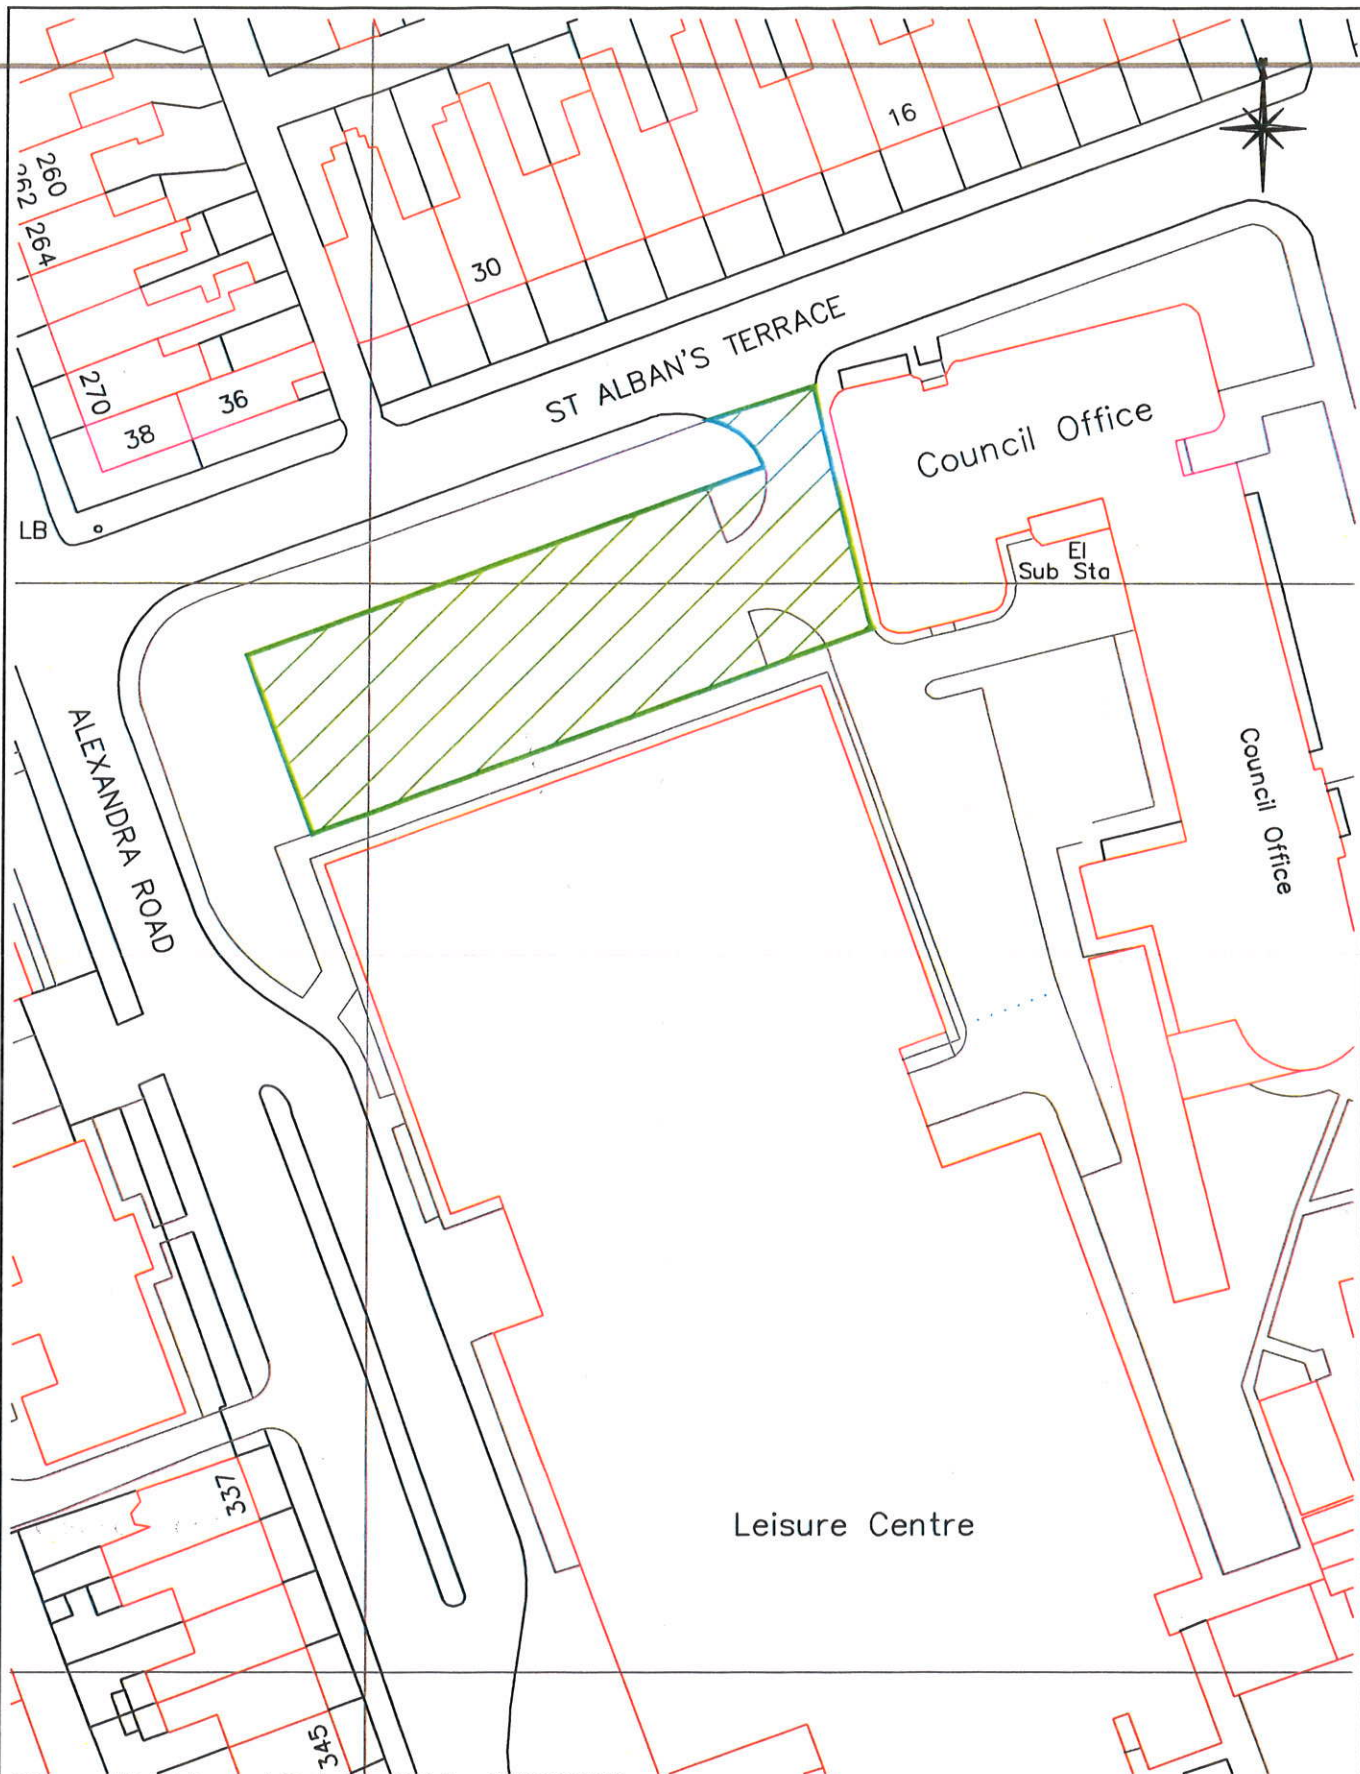 16
260
262
264
30
ST ALBAN'S TERRACE
270
36
38
Council Office
LB
El
Sub Sta
ALEXANDRA ROAD
Council Office
337
Leisure Centre
345